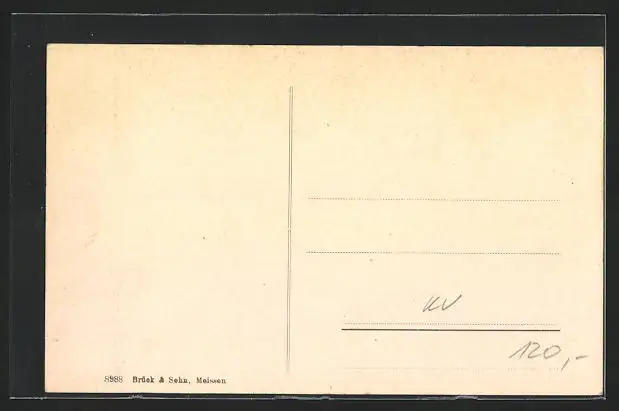 KV
120,-
8988 Brück & Sohn, Meissen